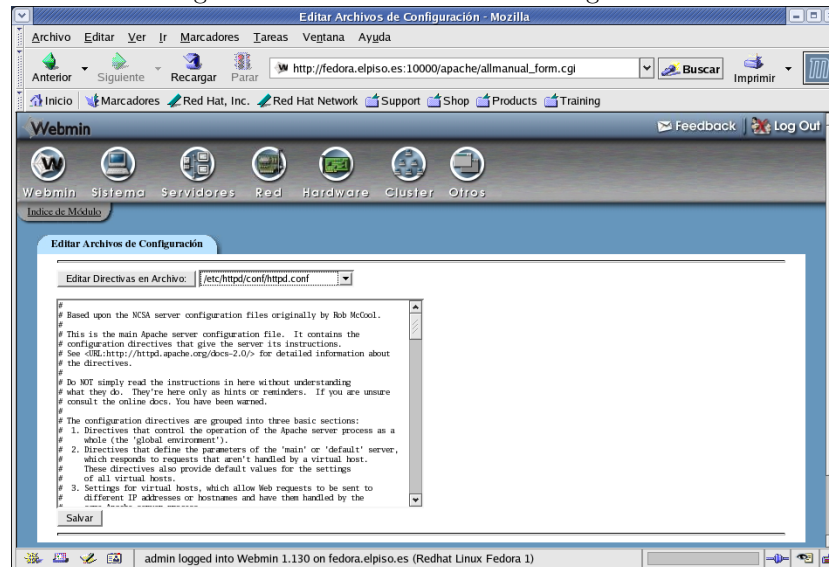 Editar Archivos de Configuración - Mozilla
Archivo Editar Ver Ir Marcadores Tareas Ventana Ayuda
Anterior Siguiente Recargar Parar http://fedora.elpiso.es:10000/apache/allmanual_form.cgi Buscar Imprimir
Inicio Marcadores Red Hat, Inc. Red Hat Network Support Shop Products Training
Webmin Feedback Log Out
Webmin Sistema Servidores Red Hardware Cluster Otros
Indice de Módulo
Editar Archivos de Configuración
Editar Directivas en Archivo: /etc/httpd/conf/httpd.conf
#
# Based upon the NCSA server configuration files originally by Rob McCool.
#
# This is the main Apache server configuration file. It contains the
# configuration directives that give the server its instructions.
# See <URL:http://httpd.apache.org/docs-2.0/> for detailed information about
# the directives.
#
# Do NOT simply read the instructions in here without understanding
# what they do. They're here only as hints or reminders. If you are unsure
# consult the online docs. You have been warned.
#
# The configuration directives are grouped into three basic sections:
# 1. Directives that control the operation of the Apache server process as a
# whole (the 'global environment').
# 2. Directives that define the parameters of the 'main' or 'default' server,
# which responds to requests that aren't handled by a virtual host.
# These directives also provide default values for the settings
# of all virtual hosts.
# 3. Settings for virtual hosts, which allow Web requests to be sent to
# different IP addresses or hostnames and have them handled by the
Salvar
admin logged into Webmin 1.130 on fedora.elpiso.es (Redhat Linux Fedora 1)